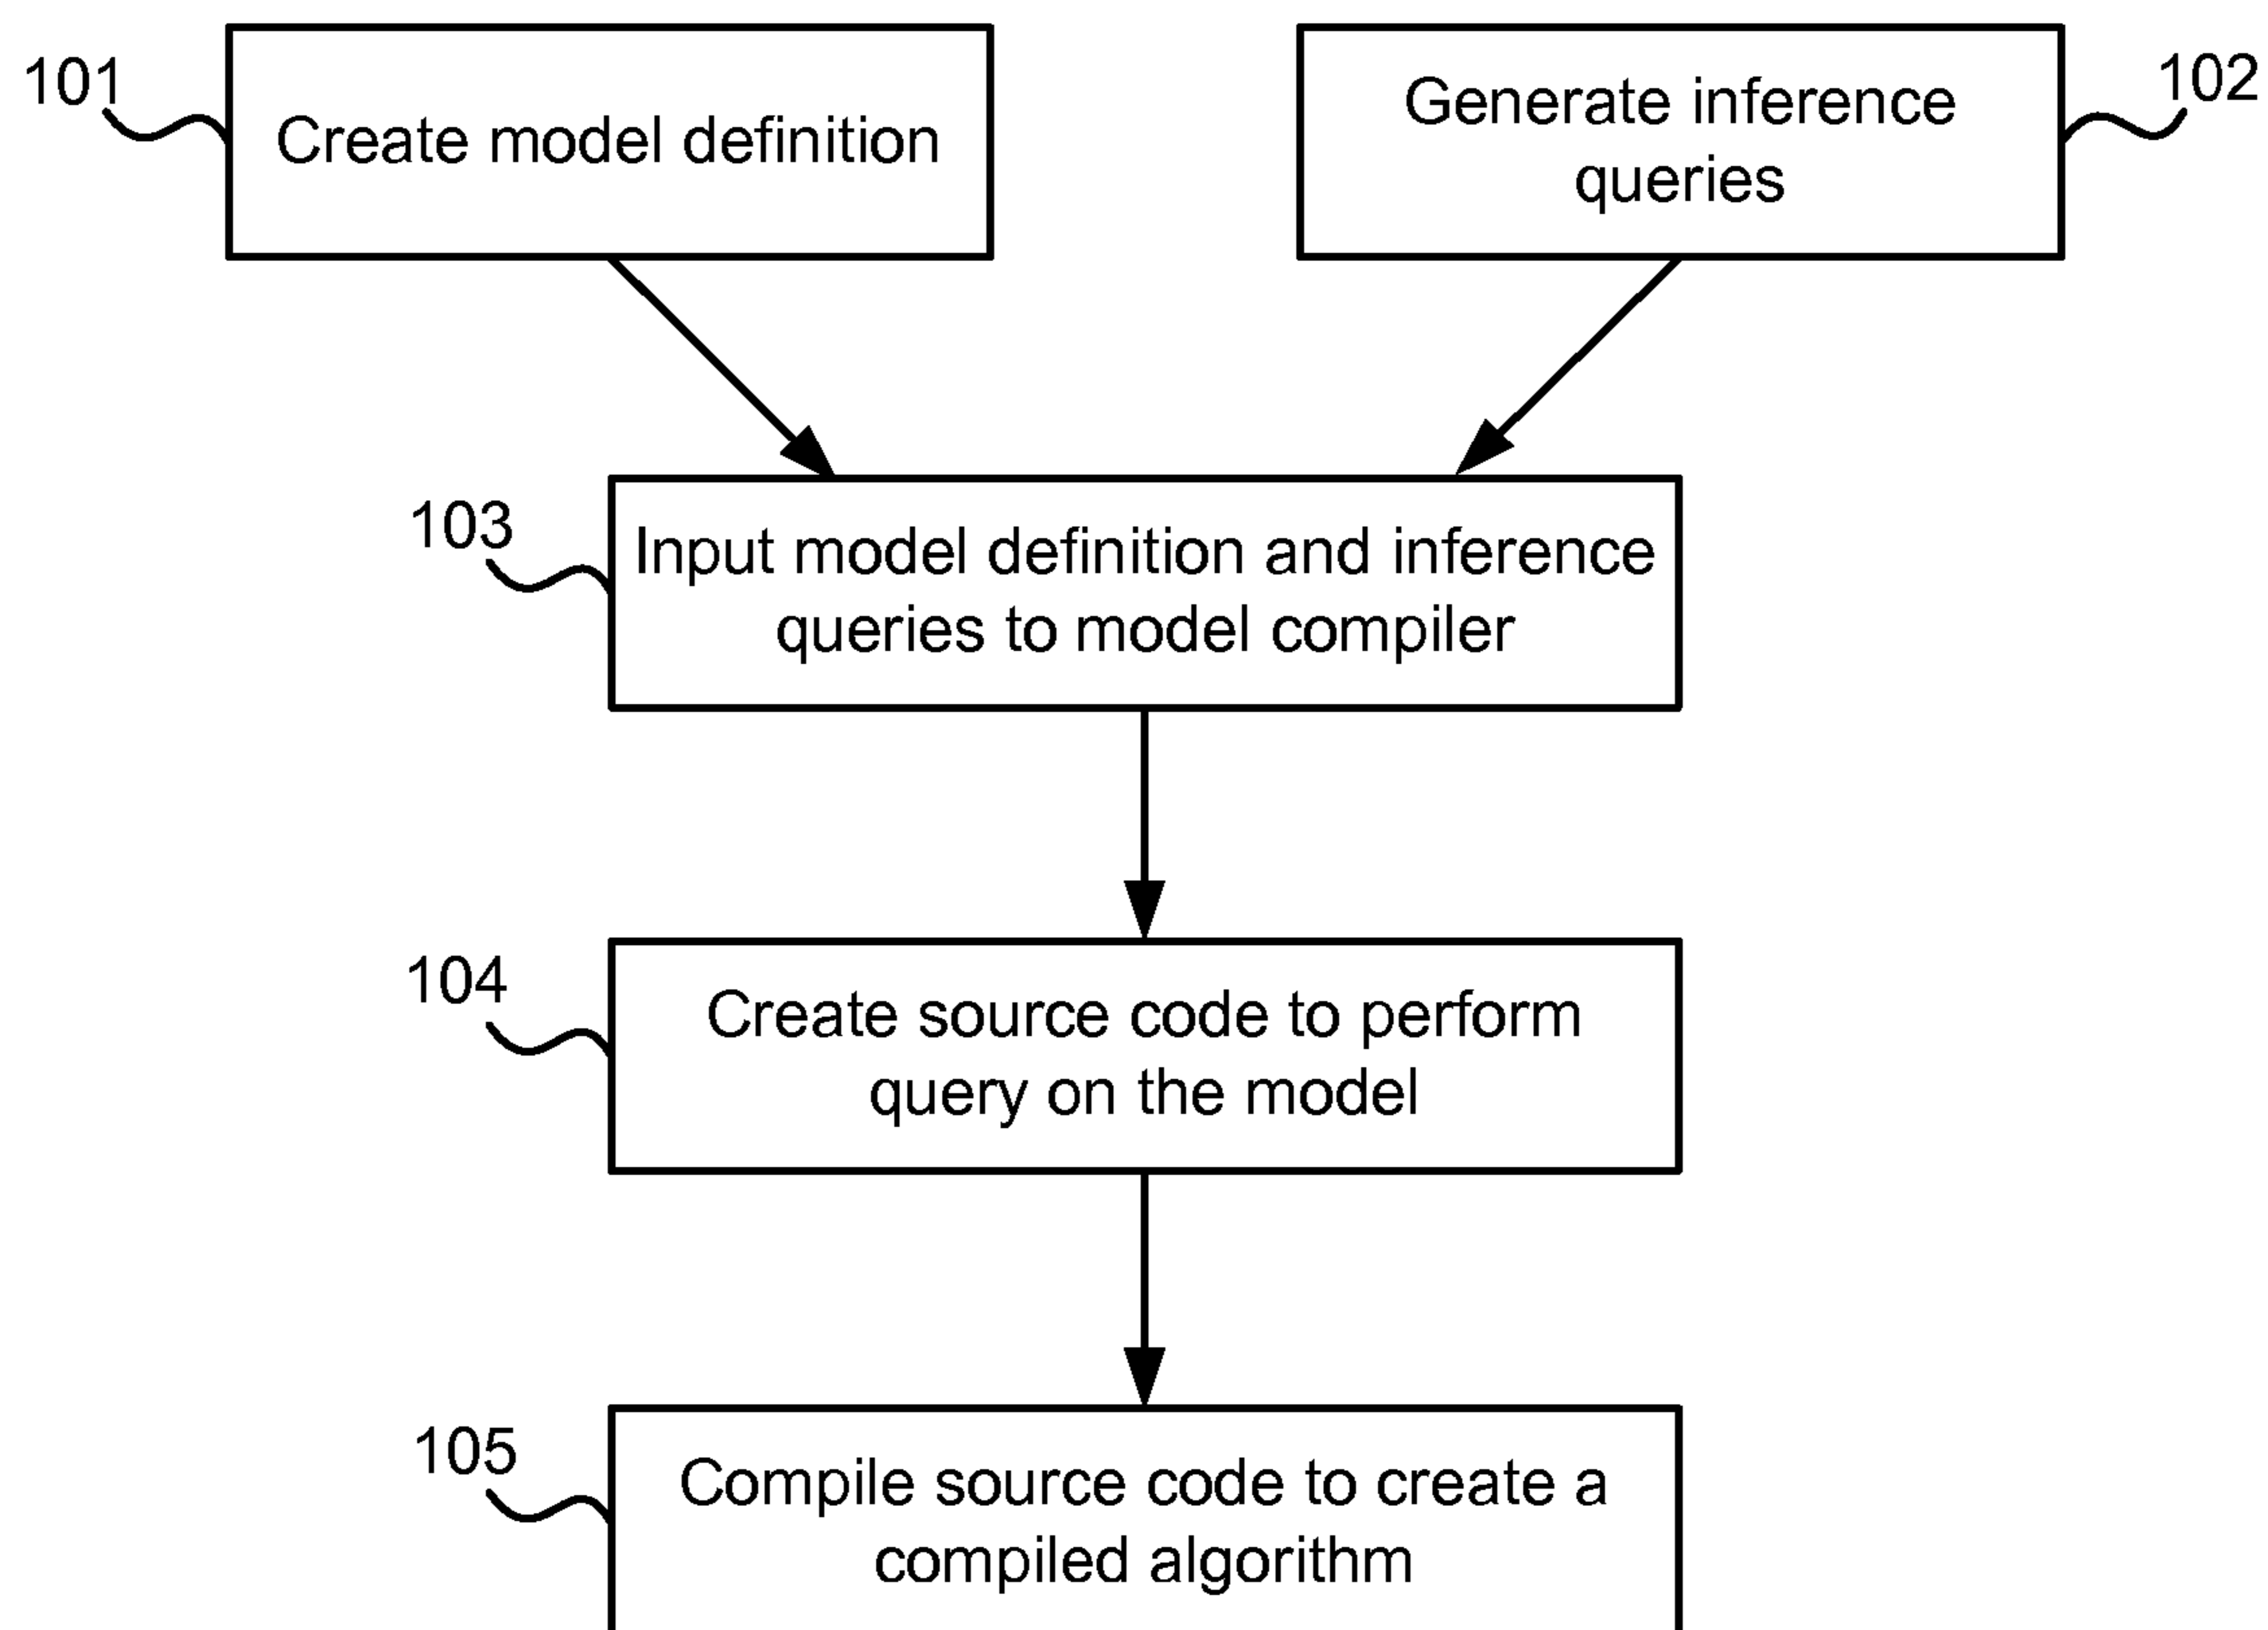 101
Create model definition
Generate inference
queries
102
103
Input model definition and inference
queries to model compiler
104
Create source code to perform
query on the model
105
Compile source code to create a
compiled algorithm